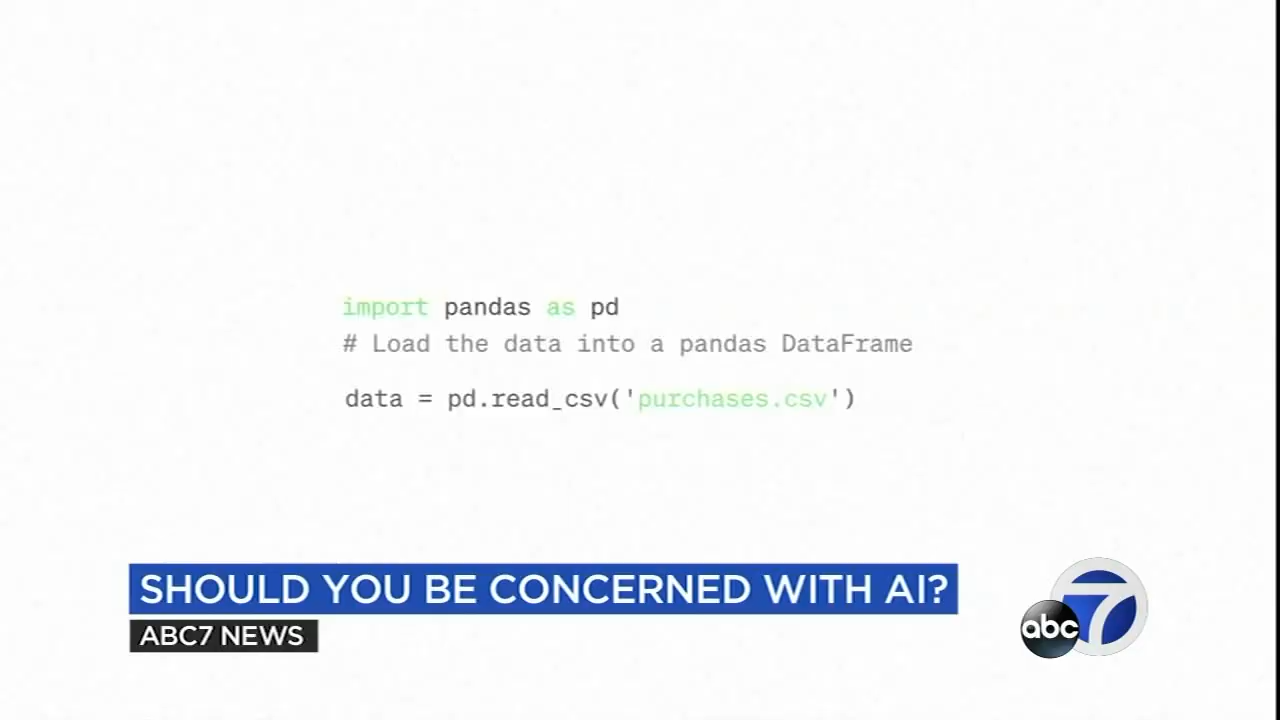 import pandas as pd
# Load the data into a pandas DataFrame
data = pd.read_csv('purchases.csv')
SHOULD YOU BE CONCERNED WITH AI?
ABC7 NEWS
abc 7